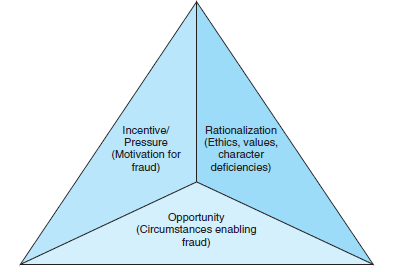 Incentive/
Pressure
(Motivation for
fraud)
Rationalization
(Ethics, values,
character
deficiencies)
Opportunity
(Circumstances enabling
fraud)